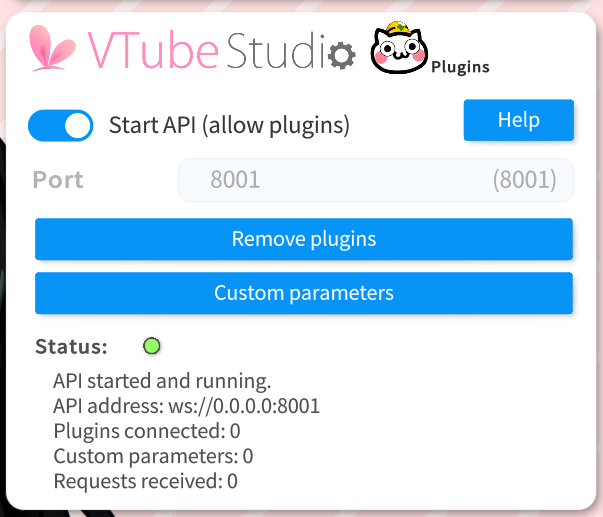 VTube Studio Plugins
Start API (allow plugins) Help
Port 8001 (8001)
Remove plugins
Custom parameters
Status:
API started and running.
API address: ws://0.0.0.0:8001
Plugins connected: 0
Custom parameters: 0
Requests received: 0